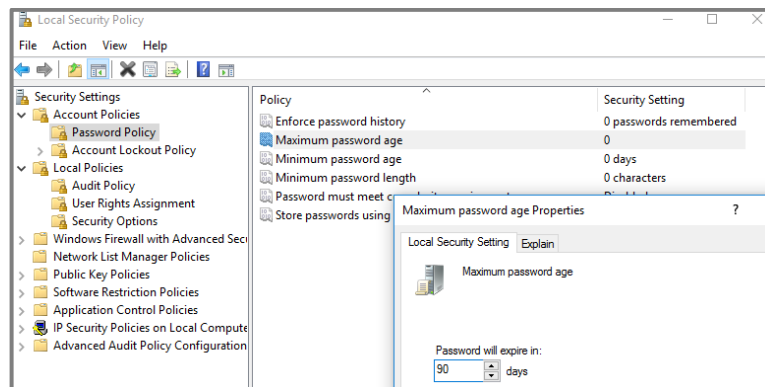 Local Security Policy
File Action View Help
Security Settings
Account Policies
Password Policy
Account Lockout Policy
Local Policies
Audit Policy
User Rights Assignment
Security Options
Windows Firewall with Advanced Secu
Network List Manager Policies
Public Key Policies
Software Restriction Policies
Application Control Policies
IP Security Policies on Local Compute
Advanced Audit Policy Configuration
Policy Security Setting
Enforce password history 0 passwords remembered
Maximum password age 0
Minimum password age 0 days
Minimum password length 0 characters
Password must meet
Store passwords using
Maximum password age Properties ?
Local Security Setting Explain
Maximum password age
Password will expire in:
90 days